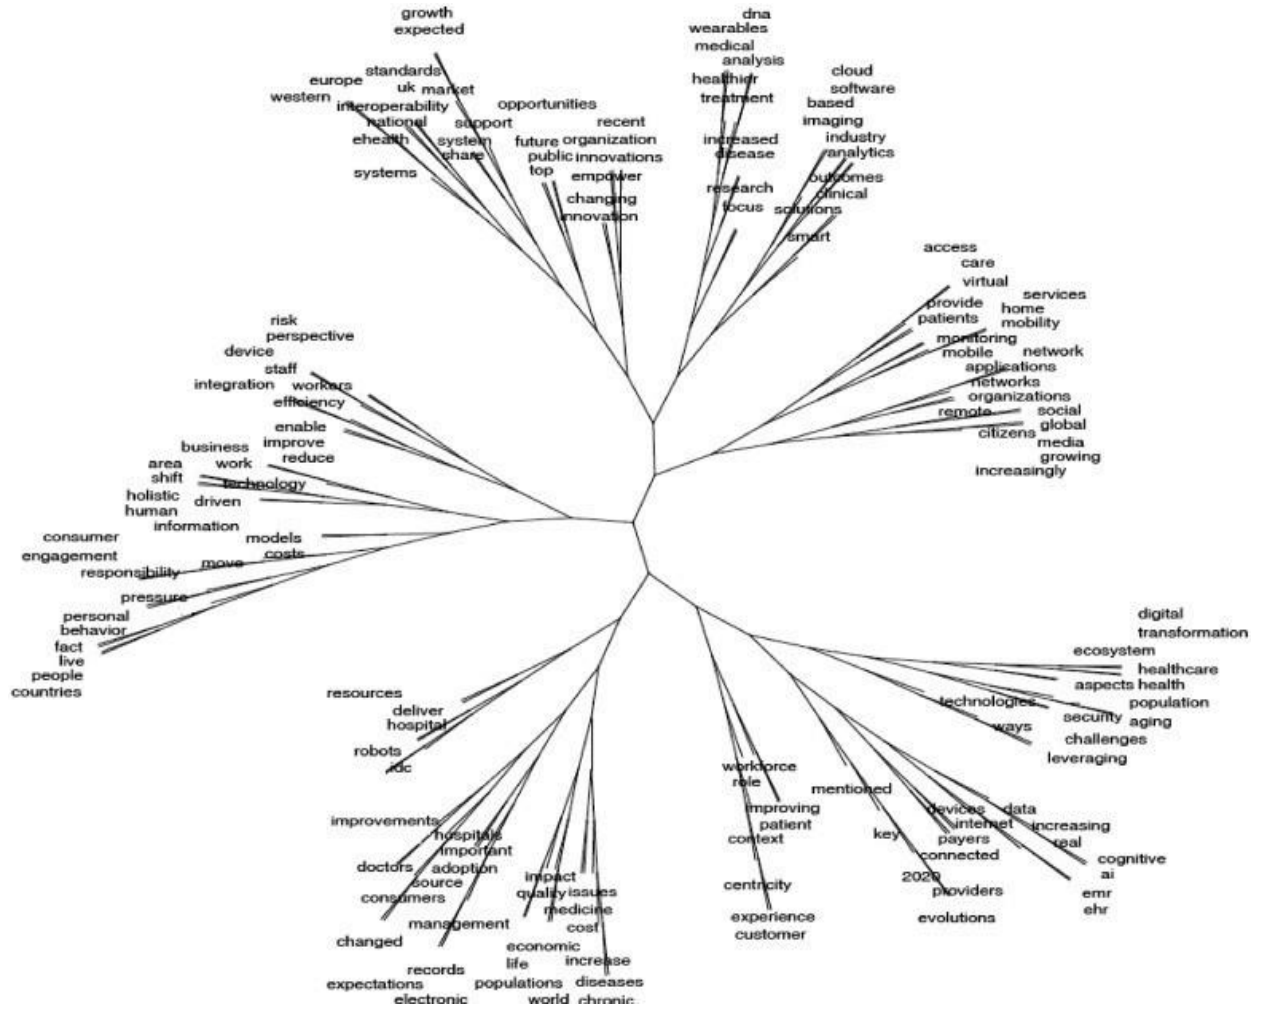 growth
expected
standards
europe
uk market
western
interoperability
national
ehealth
systems
support
system
share
opportunities
recent
future organization
public innovations
top
empower
changing
innovation
dna
wearables
medical
analysis
healthier
treatment
increased
disease
research
focus
cloud
software
based
imaging
industry
analytics
outcomes
clinical
solutions
smart
access
care
virtual
services
provide
home
patients
mobility
monitoring
mobile
network
applications
networks
organizations
remote
social
global
citizens
media
growing
increasingly
risk
perspective
device
staff
integration workers
efficiency
enable
improve
reduce
business
area
work
shift
technology
holistic
driven
human
information
consumer
models
engagement
costs
move
responsibility
pressure
personal
behavior
fact
live
people
countries
resources
deliver
hospital
robots
idc
improvements
hospitals
important
doctors
adoption
source
consumers
management
changed
records
expectations
electronic
impact
quality issues
medicine
cost
economic
life
increase
populations diseases
world chronic
workforce
role
improving
patient
context
centricity
experience
customer
mentioned
key
devices data
internet
increasing
payers
real
connected
cognitive
ai
2020
providers
emr
ehr
evolutions
digital
transformation
ecosystem
healthcare
aspects health
technologies
population
security
aging
ways
challenges
leveraging